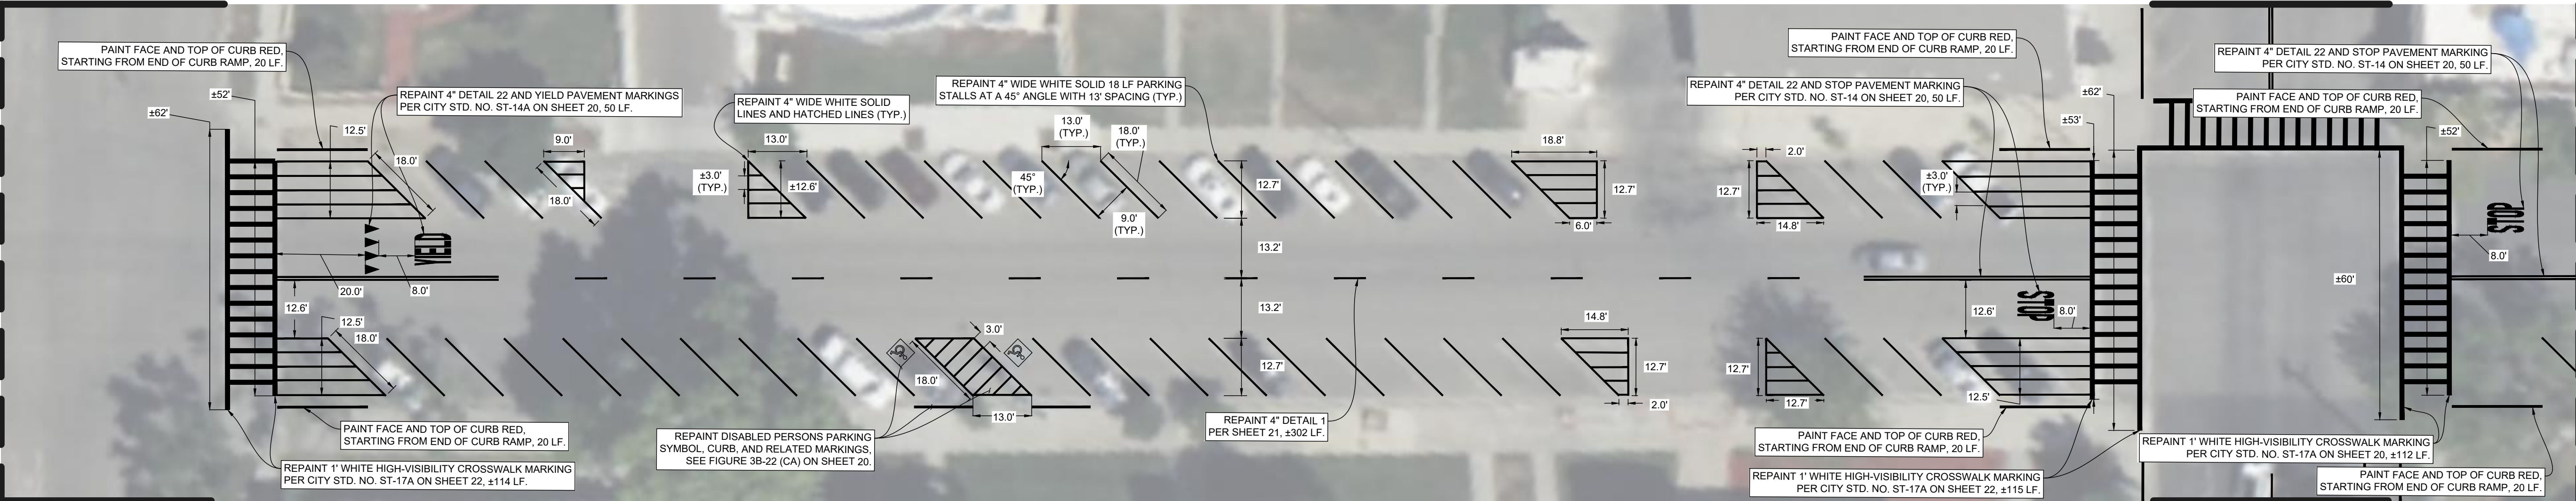 PAINT FACE AND TOP OF CURB RED,
STARTING FROM END OF CURB RAMP, 20 LF.
±52'
±62'
12.5'
18.0'
REPAINT 4" DETAIL 22 AND YIELD PAVEMENT MARKINGS
PER CITY STD. NO. ST-14A ON SHEET 20, 50 LF.
9.0'
18.0'
REPAINT 4" WIDE WHITE SOLID
LINES AND HATCHED LINES (TYP.)
13.0'
±3.0'
(TYP.)
±12.6'
REPAINT 4" WIDE WHITE SOLID 18 LF PARKING
STALLS AT A 45° ANGLE WITH 13' SPACING (TYP.)
13.0'
(TYP.)
18.0'
(TYP.)
45°
(TYP.)
9.0'
(TYP.)
12.7'
13.2'
13.2'
12.7'
18.8'
12.7'
6.0'
2.0'
12.7'
14.8'
PAINT FACE AND TOP OF CURB RED,
STARTING FROM END OF CURB RAMP, 20 LF.
REPAINT 4" DETAIL 22 AND STOP PAVEMENT MARKING
PER CITY STD. NO. ST-14 ON SHEET 20, 50 LF.
±3.0'
(TYP.)
±62'
±53'
REPAINT 4" DETAIL 22 AND STOP PAVEMENT MARKING
PER CITY STD. NO. ST-14 ON SHEET 20, 50 LF.
PAINT FACE AND TOP OF CURB RED,
STARTING FROM END OF CURB RAMP, 20 LF.
±52'
STOP
8.0'
±60'
YIELD
20.0'
8.0'
12.6'
12.5'
18.0'
PAINT FACE AND TOP OF CURB RED,
STARTING FROM END OF CURB RAMP, 20 LF.
REPAINT 1' WHITE HIGH-VISIBILITY CROSSWALK MARKING
PER CITY STD. NO. ST-17A ON SHEET 22, ±114 LF.
3.0'
18.0'
13.0'
REPAINT DISABLED PERSONS PARKING
SYMBOL, CURB, AND RELATED MARKINGS,
SEE FIGURE 3B-22 (CA) ON SHEET 20.
REPAINT 4" DETAIL 1
PER SHEET 21, ±302 LF.
14.8'
12.7'
2.0'
12.7'
12.7'
STOP
8.0'
12.6'
12.5'
PAINT FACE AND TOP OF CURB RED,
STARTING FROM END OF CURB RAMP, 20 LF.
REPAINT 1' WHITE HIGH-VISIBILITY CROSSWALK MARKING
PER CITY STD. NO. ST-17A ON SHEET 22, ±115 LF.
REPAINT 1' WHITE HIGH-VISIBILITY CROSSWALK MARKING
PER CITY STD. NO. ST-17A ON SHEET 20, ±112 LF.
PAINT FACE AND TOP OF CURB RED,
STARTING FROM END OF CURB RAMP, 20 LF.